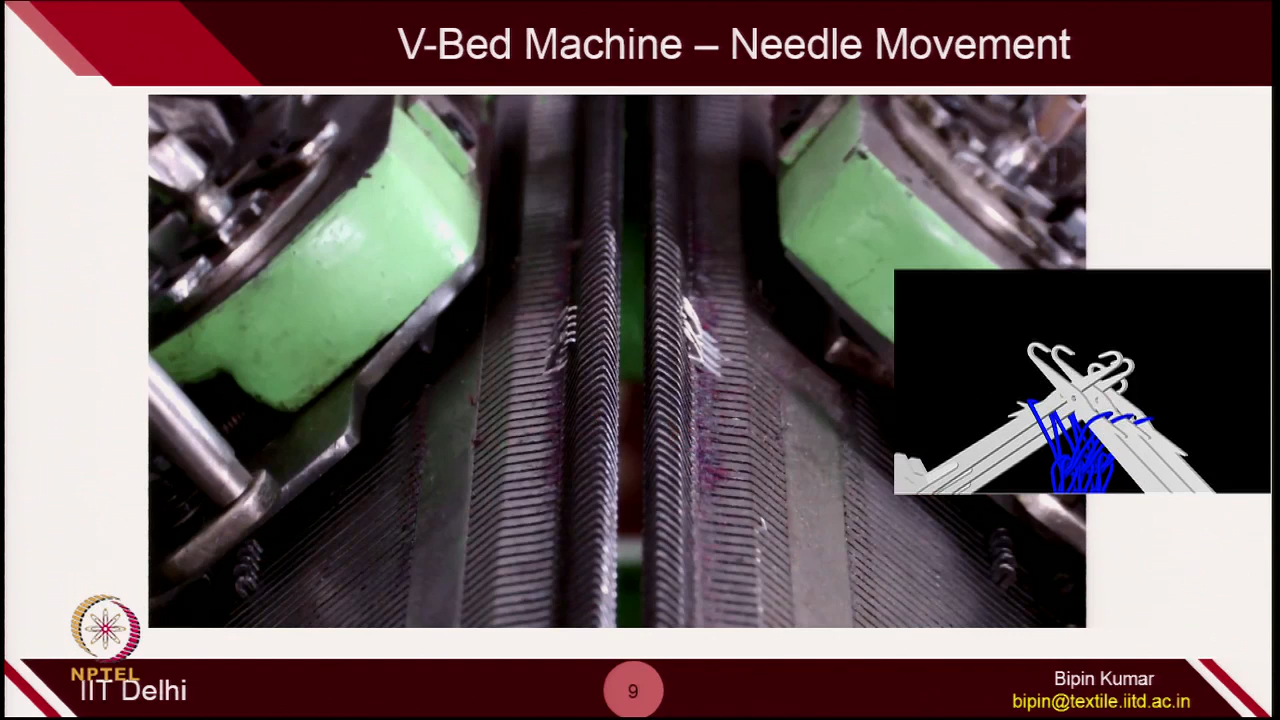 V-Bed Machine – Needle Movement
NPTEL
IIT Delhi
9
Bipin Kumar
bipin@textile.iitd.ac.in